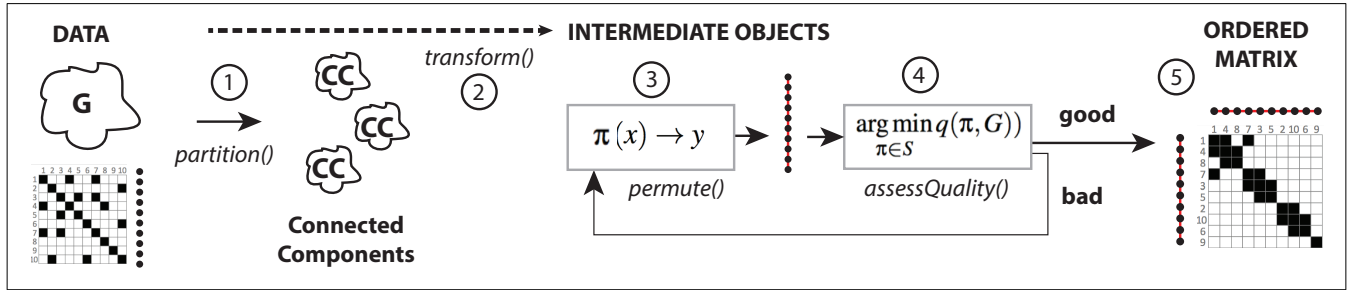 DATA
G
1 2 3 4 5 6 7 8 9 10
1
2
3
4
5
6
7
8
9
10
1
partition()
CC
CC
CC
Connected
Components
transform()
2
INTERMEDIATE OBJECTS
3
π (x) → y
permute()
4
arg min q(π, G))
π∈S
assessQuality()
good
bad
5
ORDERED
MATRIX
1 4 8 7 3 5 2 10 6 9
1
4
8
7
3
5
2
10
6
9